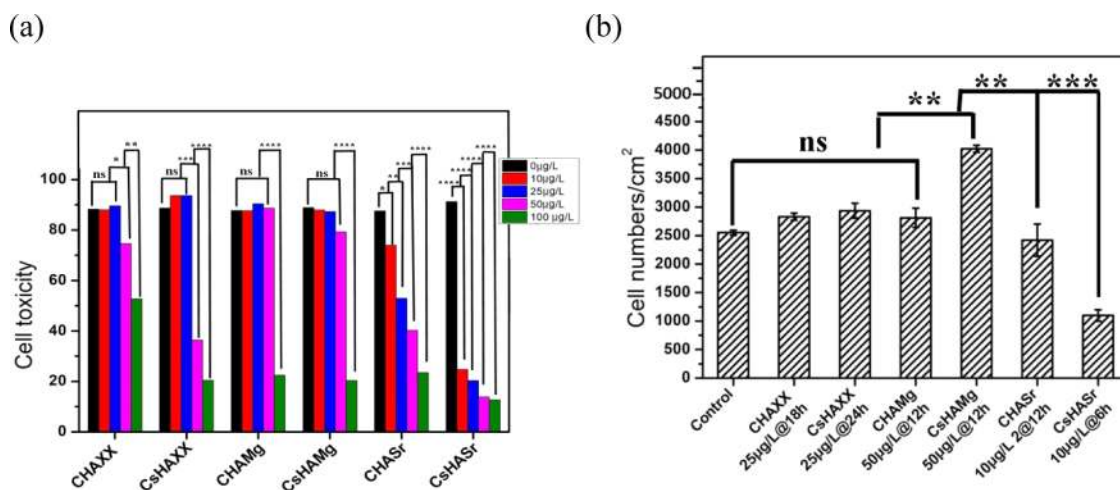 (a)
ns
*
**
ns
***
****
ns
****
ns
****
*
**
***
****
****
****
****
****
0µg/L
10µg/L
25µg/L
50µg/L
100 µg/L
100
80
60
40
20
0
Cell toxicity
CHAXX
CsHAXX
CHAMg
CsHAMg
CHASr
CsHASr
(b)
ns
**
**
***
5000
4500
4000
3500
3000
2500
2000
1500
1000
500
0
Cell numbers/cm²
Control
CHAXX
25µg/L@18h
CsHAXX
25µg/L@24h
CHAMg
50µg/L@12h
CsHAMg
50µg/L@12h
CHASr
10µg/L 2@12h
CsHASr
10µg/L@6h